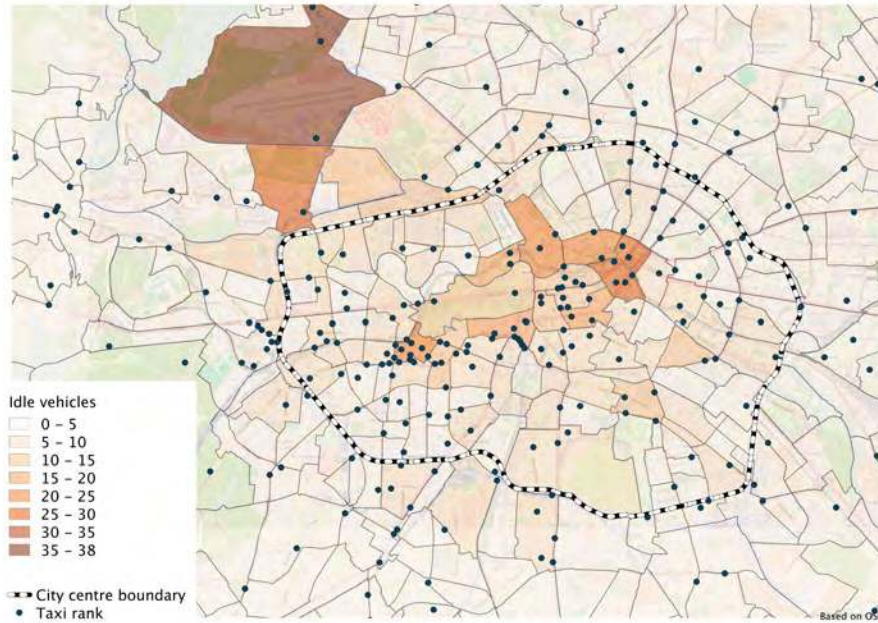 Idle vehicles
0 - 5
5 - 10
10 - 15
15 - 20
20 - 25
25 - 30
30 - 35
35 - 38
City centre boundary
Taxi rank
Based on OS